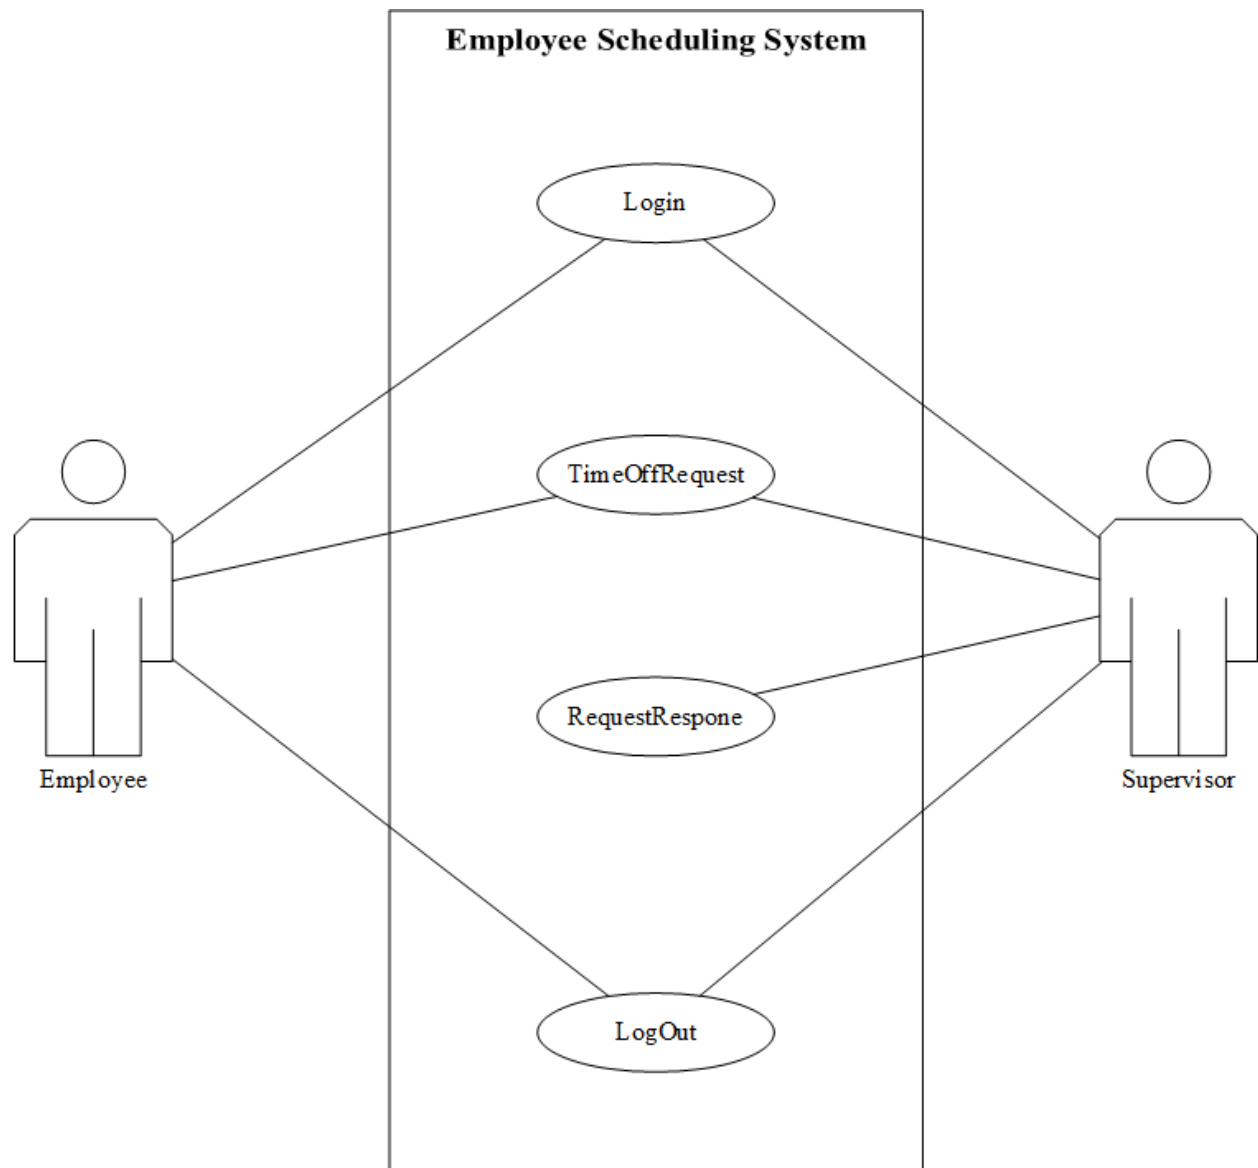 Employee Scheduling System
Login
TimeOffRequest
RequestRespone
Employee
Supervisor
LogOut